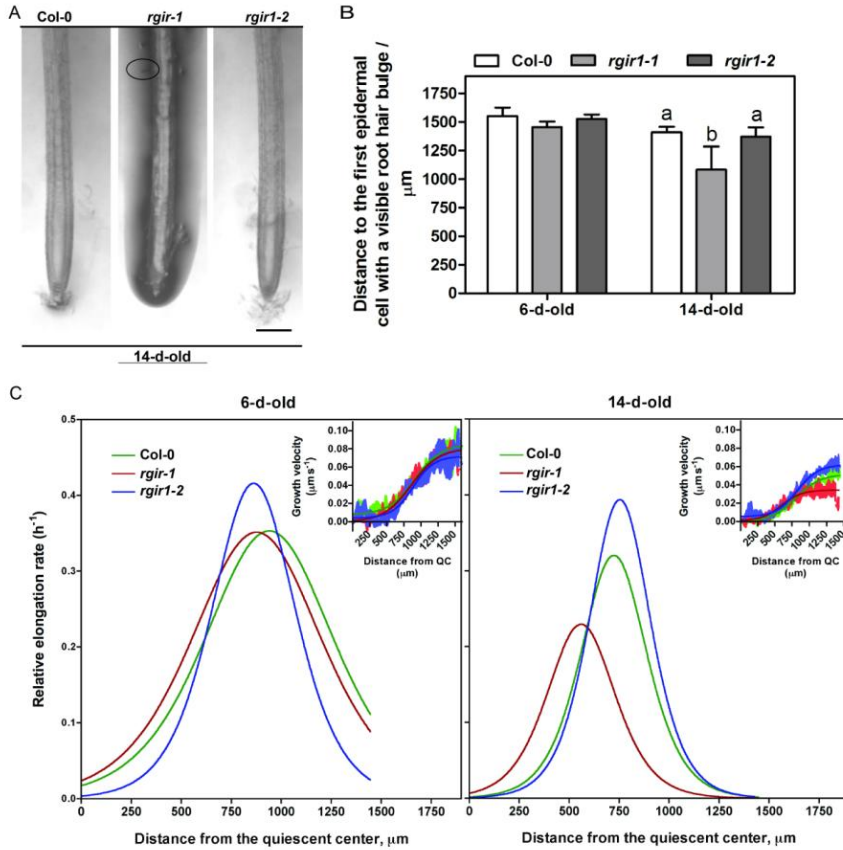 A
Col-0 rgir-1 rgir1-2
14-d-old
B
Col-0 rgir1-1 rgir1-2
Distance to the first epidermal
cell with a visible root hair bulge /
μm
1750
1500
1250
1000
750
500
250
0
a b a
6-d-old 14-d-old
C
6-d-old
Col-0
rgir-1
rgir1-2
Relative elongation rate (h⁻¹)
0.5
0.4
0.3
0.2
0.1
0.0
0 250 500 750 1000 1250 1500 1750
Distance from the quiescent center, μm
Growth velocity
(μm s⁻¹)
0.10
0.08
0.06
0.04
0.02
0.00
250 500 750 1000 1250 1500
Distance from QC
(μm)
14-d-old
Col-0
rgir-1
rgir1-2
0 250 500 750 1000 1250 1500 1750
Distance from the quiescent center, μm
Growth velocity
(μm s⁻¹)
0.10
0.08
0.06
0.04
0.02
0.00
250 500 750 1000 1250 1500
Distance from QC
(μm)